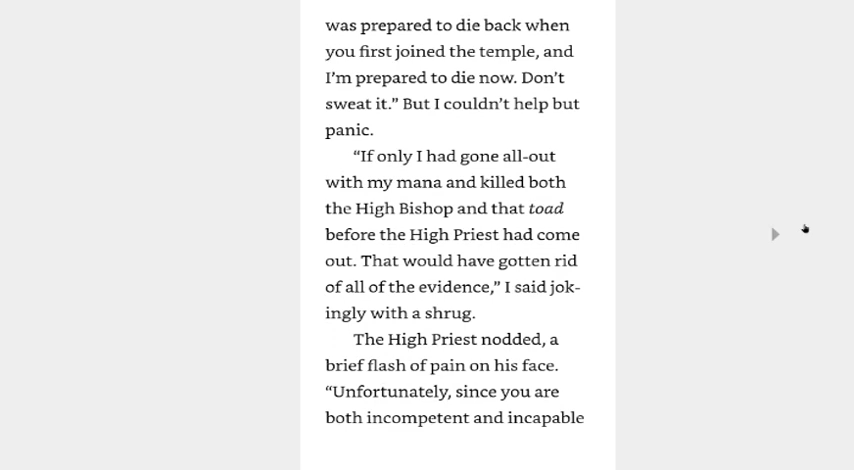 was prepared to die back when
you first joined the temple, and
I’m prepared to die now. Don’t
sweat it.” But I couldn’t help but
panic.
“If only I had gone all-out
with my mana and killed both
the High Bishop and that toad
before the High Priest had come
out. That would have gotten rid
of all of the evidence,” I said jok-
ingly with a shrug.
The High Priest nodded, a
brief flash of pain on his face.
“Unfortunately, since you are
both incompetent and incapable